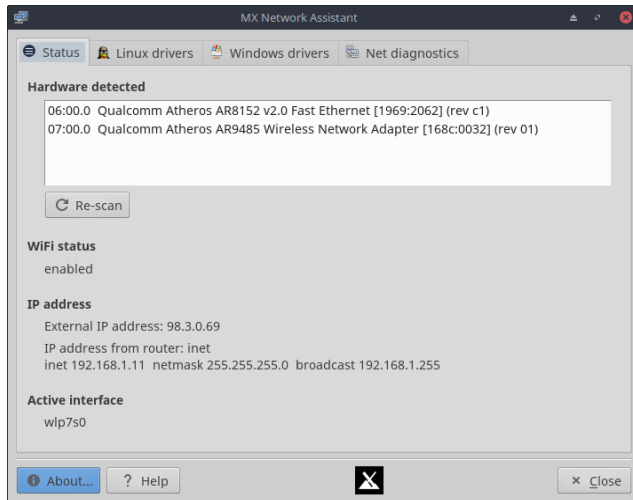 MX Network Assistant
Status Linux drivers Windows drivers Net diagnostics
Hardware detected
06:00.0 Qualcomm Atheros AR8152 v2.0 Fast Ethernet [1969:2062] (rev c1)
07:00.0 Qualcomm Atheros AR9485 Wireless Network Adapter [168c:0032] (rev 01)
Re-scan
WiFi status
enabled
IP address
External IP address: 98.3.0.69
IP address from router: inet
inet 192.168.1.11 netmask 255.255.255.0 broadcast 192.168.1.255
Active interface
wlp7s0
About... ? Help Close